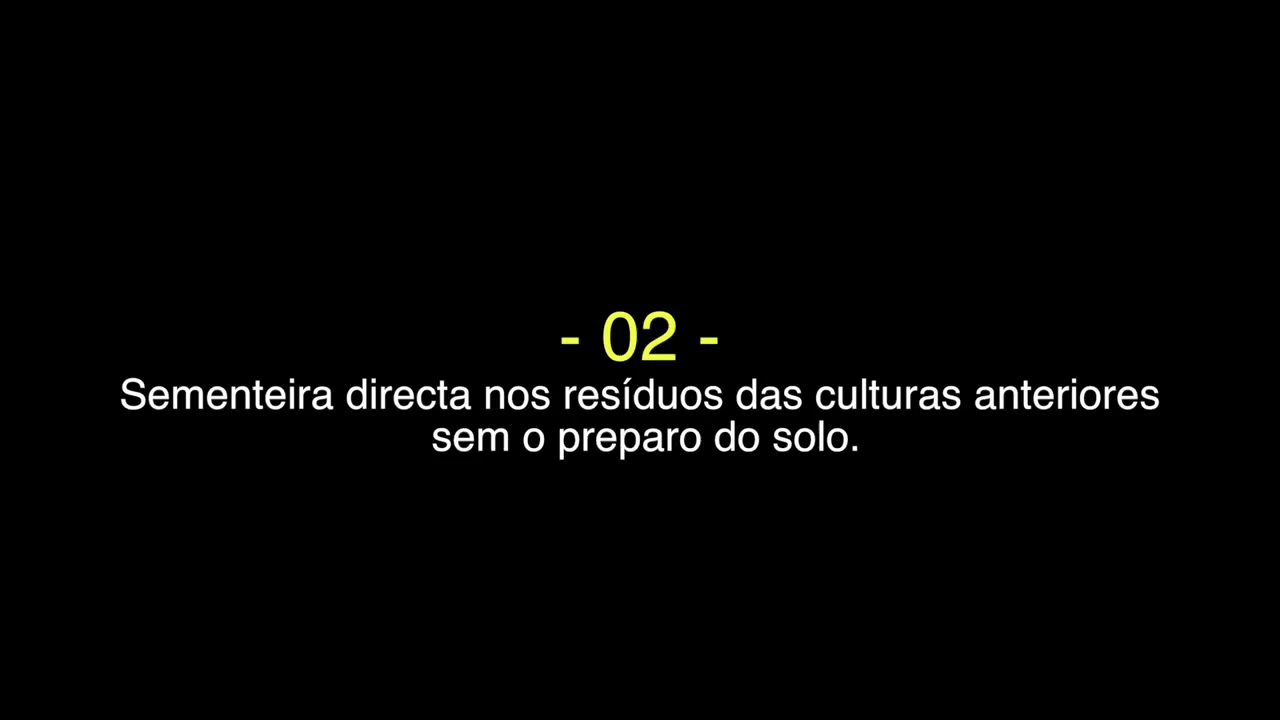 - 02 -
Sementeira directa nos resíduos das culturas anteriores
sem o preparo do solo.